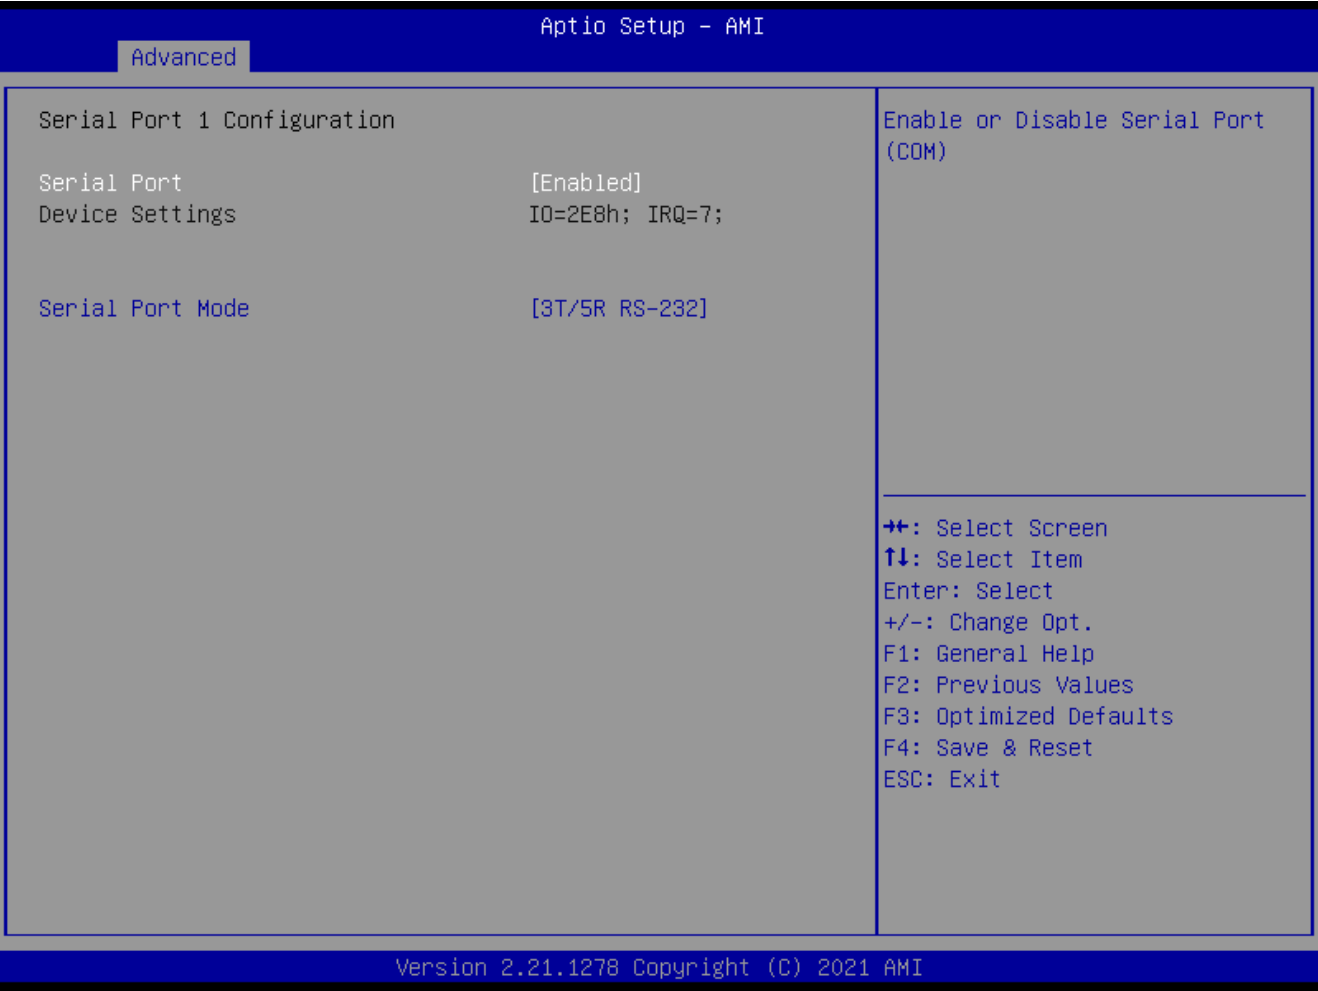 Aptio Setup – AMI
Advanced
Serial Port 1 Configuration
Serial Port [Enabled]
Device Settings IO=2E8h; IRQ=7;
Serial Port Mode [3T/5R RS-232]
Enable or Disable Serial Port
(COM)
→←: Select Screen
↑↓: Select Item
Enter: Select
+/-: Change Opt.
F1: General Help
F2: Previous Values
F3: Optimized Defaults
F4: Save & Reset
ESC: Exit
Version 2.21.1278 Copyright (C) 2021 AMI